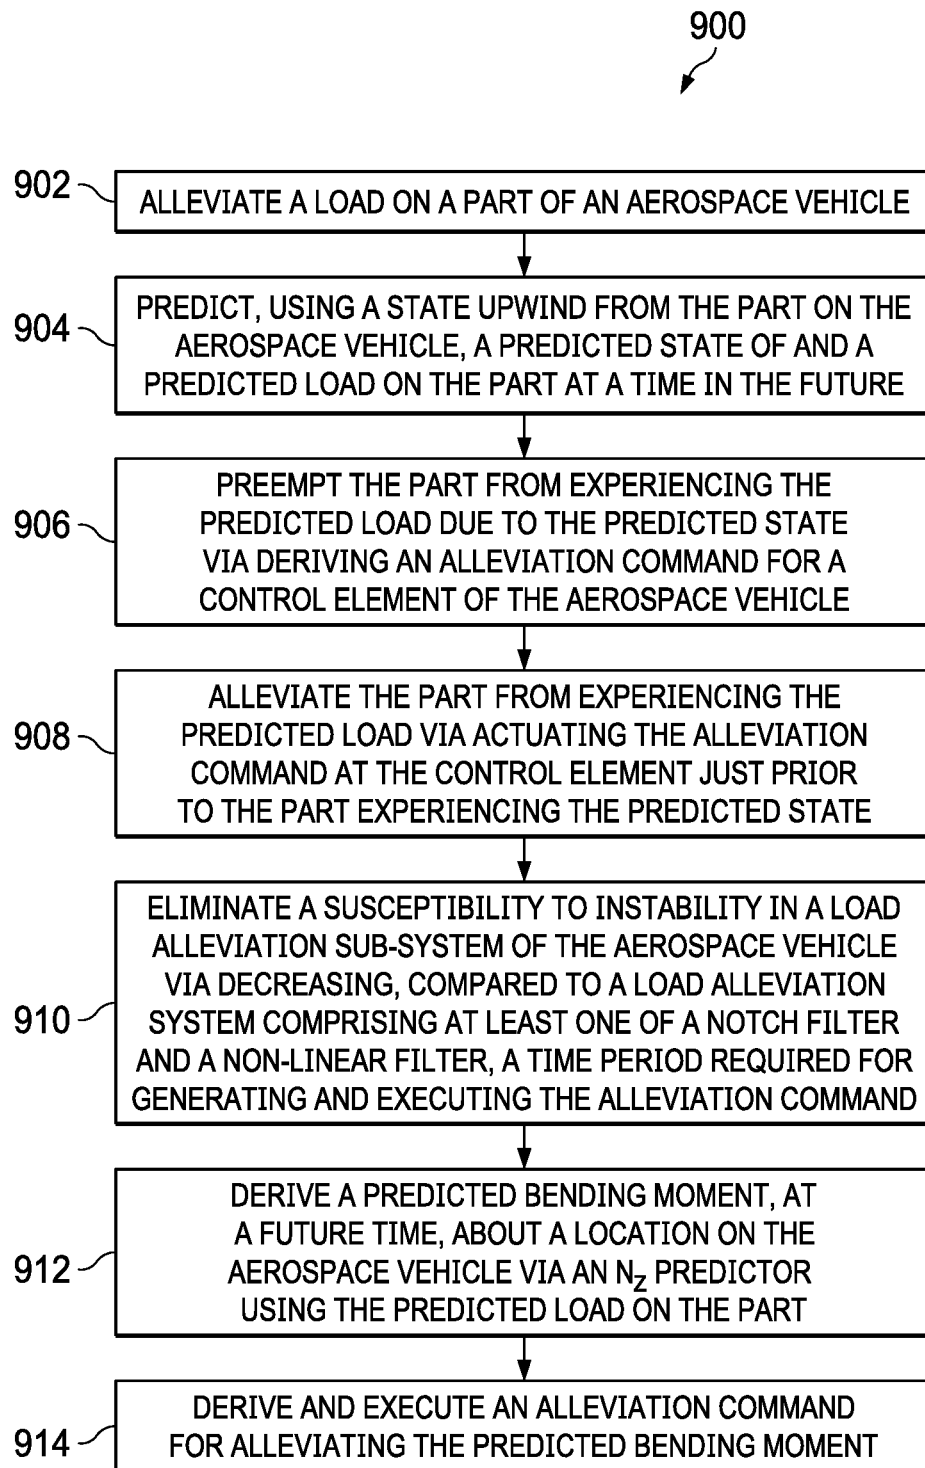 900
902
ALLEVIATE A LOAD ON A PART OF AN AEROSPACE VEHICLE
904
PREDICT, USING A STATE UPWIND FROM THE PART ON THE
AEROSPACE VEHICLE, A PREDICTED STATE OF AND A
PREDICTED LOAD ON THE PART AT A TIME IN THE FUTURE
906
PREEMPT THE PART FROM EXPERIENCING THE
PREDICTED LOAD DUE TO THE PREDICTED STATE
VIA DERIVING AN ALLEVIATION COMMAND FOR A
CONTROL ELEMENT OF THE AEROSPACE VEHICLE
908
ALLEVIATE THE PART FROM EXPERIENCING THE
PREDICTED LOAD VIA ACTUATING THE ALLEVIATION
COMMAND AT THE CONTROL ELEMENT JUST PRIOR
TO THE PART EXPERIENCING THE PREDICTED STATE
910
ELIMINATE A SUSCEPTIBILITY TO INSTABILITY IN A LOAD
ALLEVIATION SUB-SYSTEM OF THE AEROSPACE VEHICLE
VIA DECREASING, COMPARED TO A LOAD ALLEVIATION
SYSTEM COMPRISING AT LEAST ONE OF A NOTCH FILTER
AND A NON-LINEAR FILTER, A TIME PERIOD REQUIRED FOR
GENERATING AND EXECUTING THE ALLEVIATION COMMAND
912
DERIVE A PREDICTED BENDING MOMENT, AT
A FUTURE TIME, ABOUT A LOCATION ON THE
AEROSPACE VEHICLE VIA AN NZ PREDICTOR
USING THE PREDICTED LOAD ON THE PART
914
DERIVE AND EXECUTE AN ALLEVIATION COMMAND
FOR ALLEVIATING THE PREDICTED BENDING MOMENT